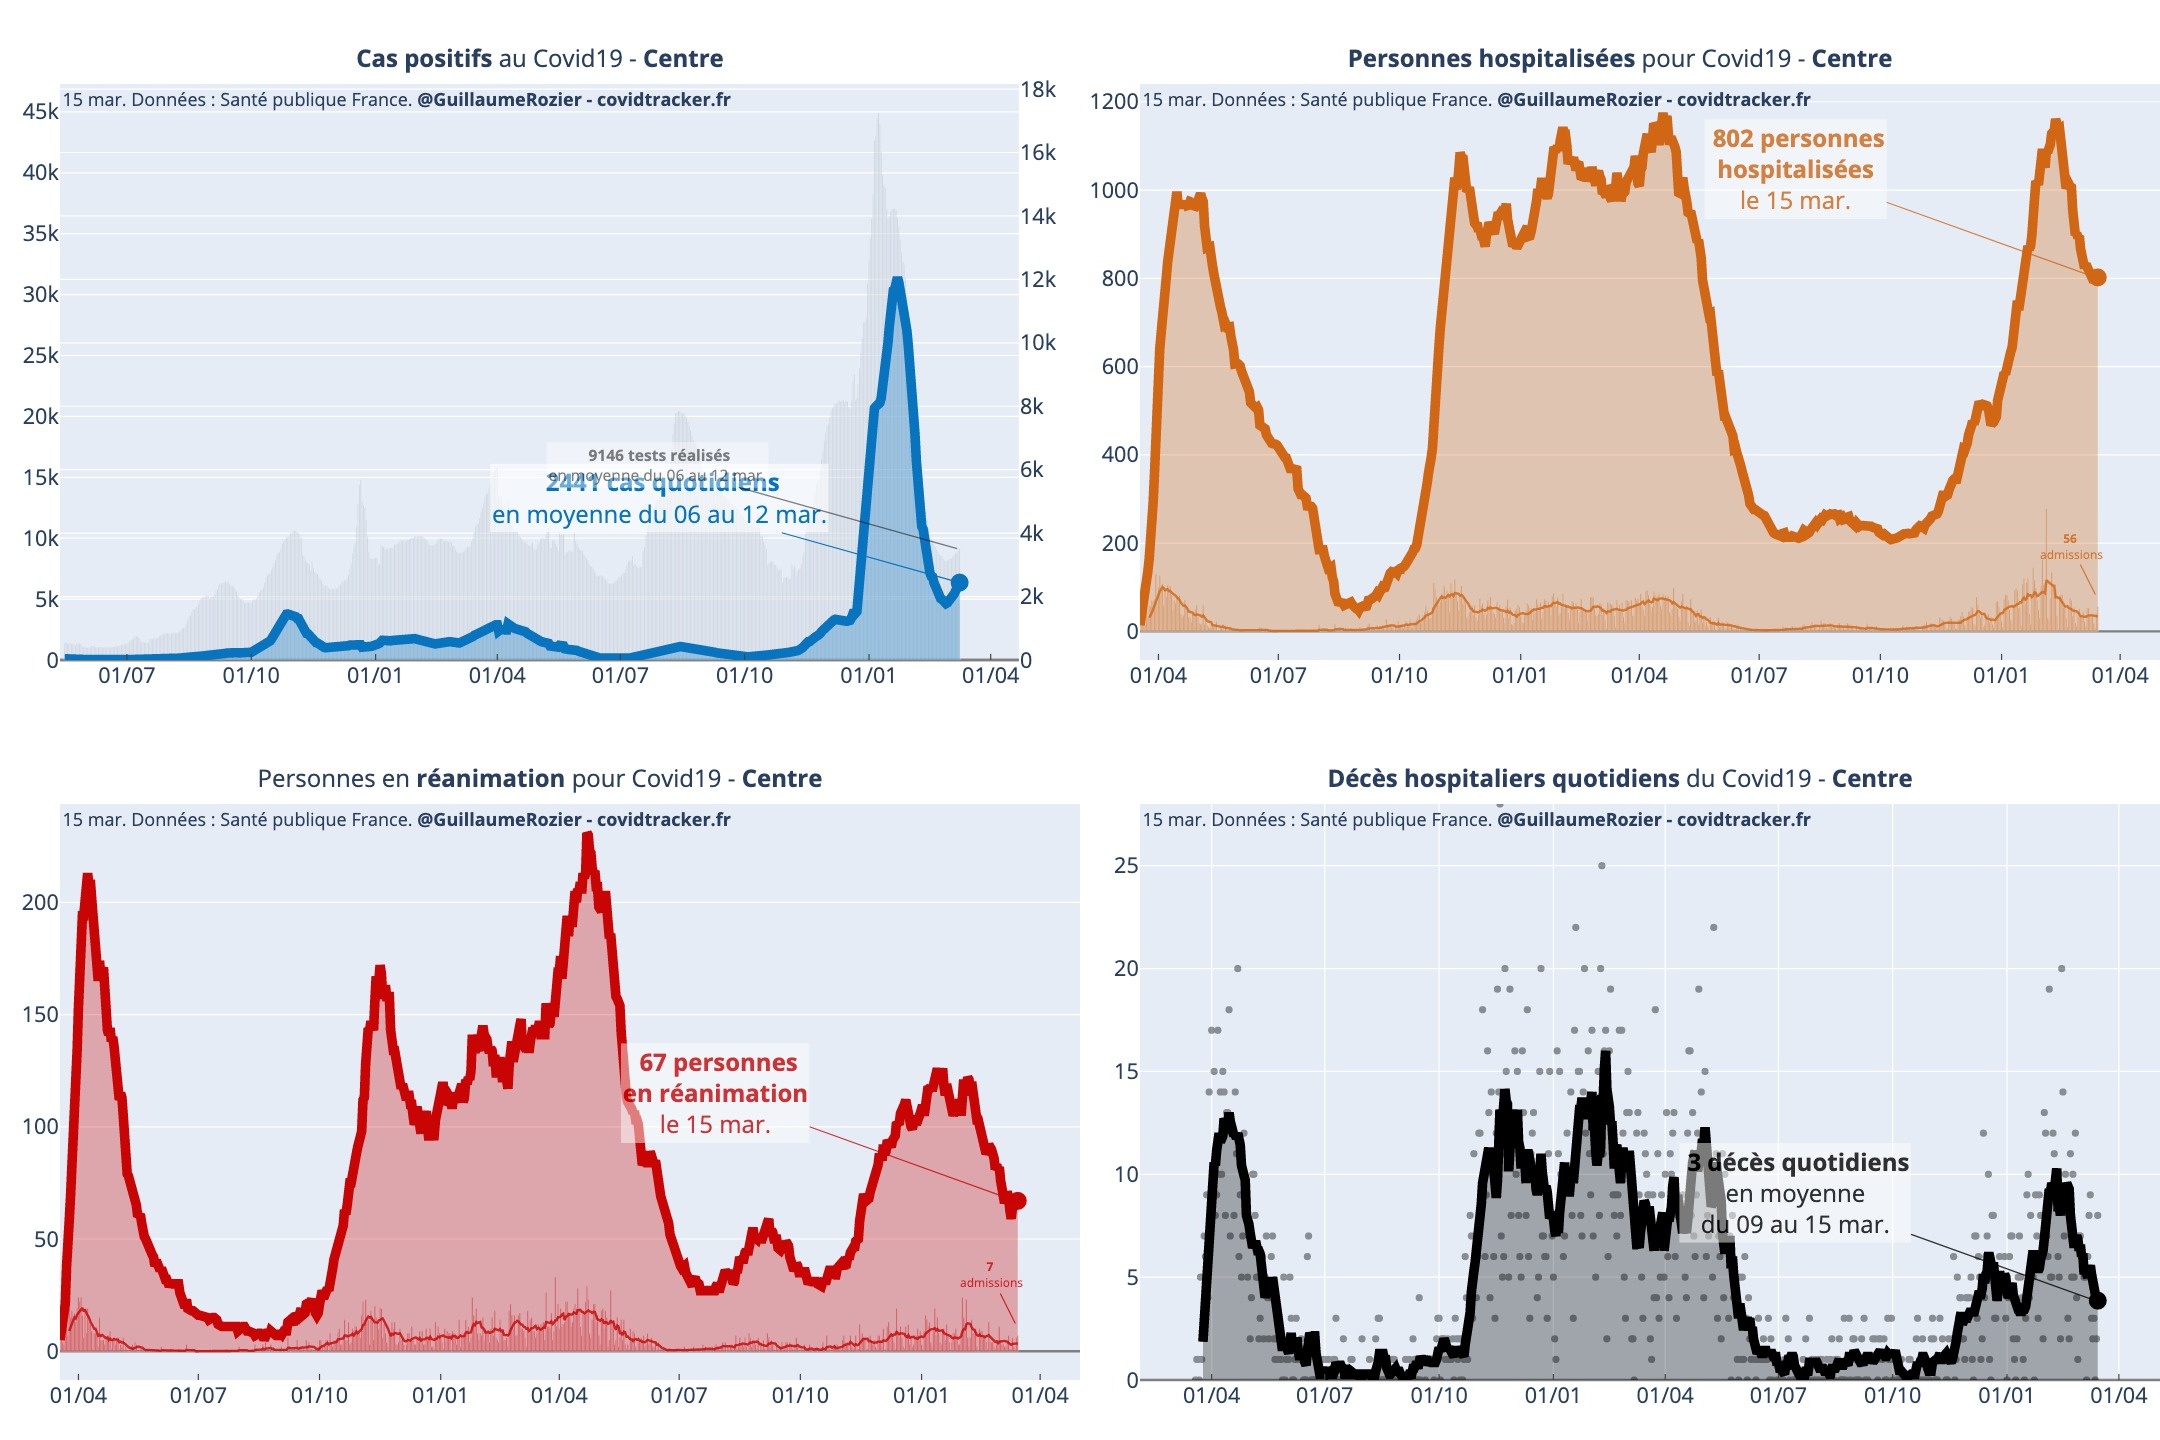 Cas positifs au Covid19 - Centre
15 mar. Données : Santé publique France. @GuillaumeRozier - covidtracker.fr
45k
40k
35k
30k
25k
20k
15k
10k
5k
0
18k
16k
14k
12k
10k
8k
6k
4k
2k
0
9146 tests réalisés
en moyenne du 06 au 12 mar.
cas quotidiens
en moyenne du 06 au 12 mar.
01/07 01/10 01/01 01/04 01/07 01/10 01/01 01/04
Personnes hospitalisées pour Covid19 - Centre
15 mar. Données : Santé publique France. @GuillaumeRozier - covidtracker.fr
1200
1000
800
600
400
200
0
802 personnes
hospitalisées
le 15 mar.
56
admissions
01/04 01/07 01/10 01/01 01/04 01/07 01/10 01/01 01/04
Personnes en réanimation pour Covid19 - Centre
15 mar. Données : Santé publique France. @GuillaumeRozier - covidtracker.fr
200
150
100
50
0
67 personnes
en réanimation
le 15 mar.
7
admissions
01/04 01/07 01/10 01/01 01/04 01/07 01/10 01/01 01/04
Décès hospitaliers quotidiens du Covid19 - Centre
15 mar. Données : Santé publique France. @GuillaumeRozier - covidtracker.fr
25
20
15
10
5
0
3 décès quotidiens
en moyenne
du 09 au 15 mar.
01/04 01/07 01/10 01/01 01/04 01/07 01/10 01/01 01/04